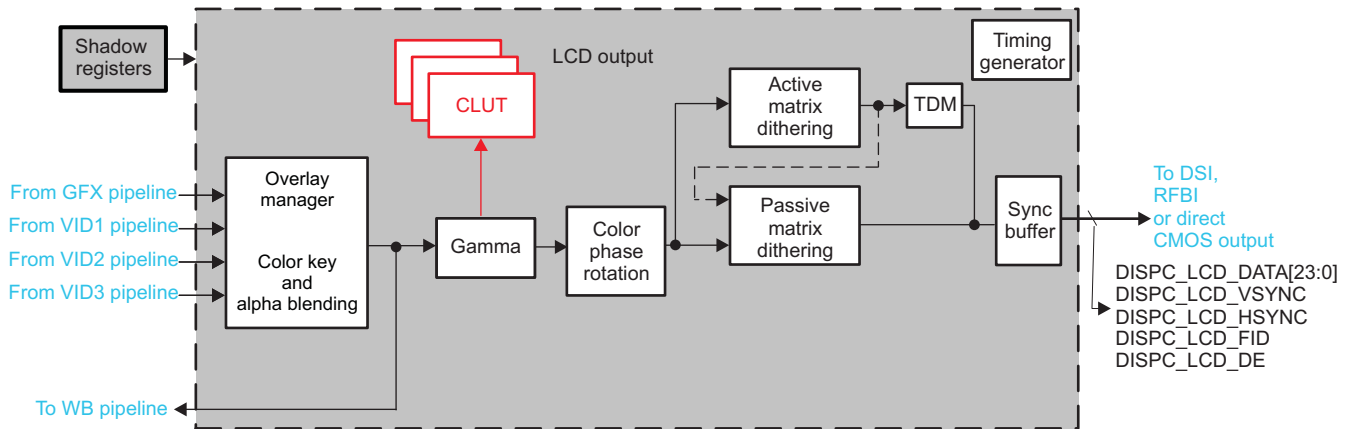 Shadow
registers
LCD output
Timing
generator
CLUT
Active
matrix
dithering
TDM
From GFX pipeline
From VID1 pipeline
From VID2 pipeline
From VID3 pipeline
Overlay
manager
Color key
and
alpha blending
Gamma
Color
phase
rotation
Passive
matrix
dithering
Sync
buffer
To DSI,
RFBI
or direct
CMOS output
DISPC_LCD_DATA[23:0]
DISPC_LCD_VSYNC
DISPC_LCD_HSYNC
DISPC_LCD_FID
DISPC_LCD_DE
To WB pipeline